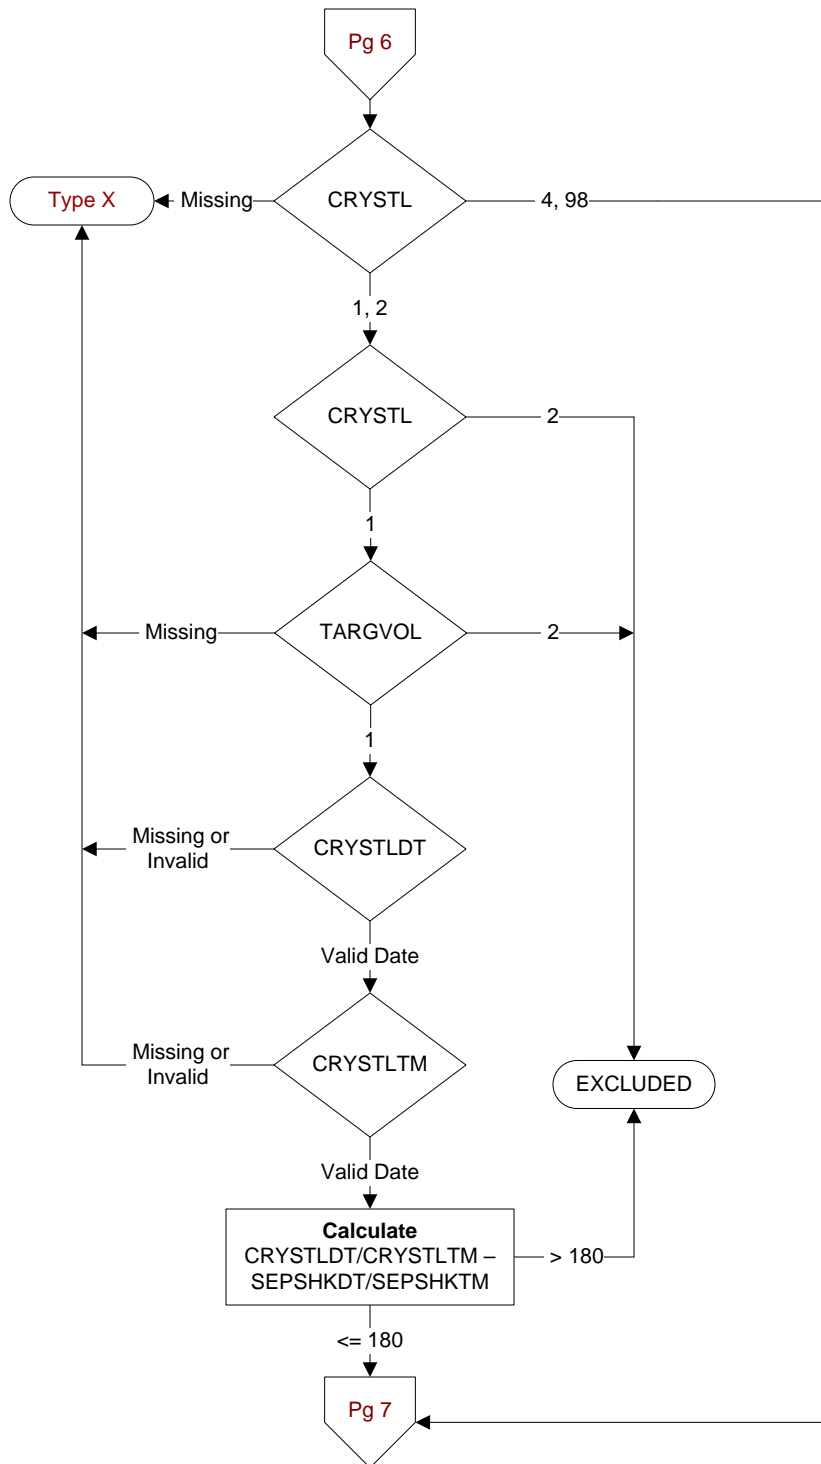 Pg 6
CRYSTL
Type X
Missing
4, 98
1, 2
CRYSTL
2
1
TARGVOL
Missing
2
1
CRYSTLDT
Missing or
Invalid
Valid Date
CRYSTLTM
Missing or
Invalid
EXCLUDED
Valid Date
Calculate
CRYSTLDT/CRYSTLTM –
SEPSHKDT/SEPSHKTM
> 180
<= 180
Pg 7